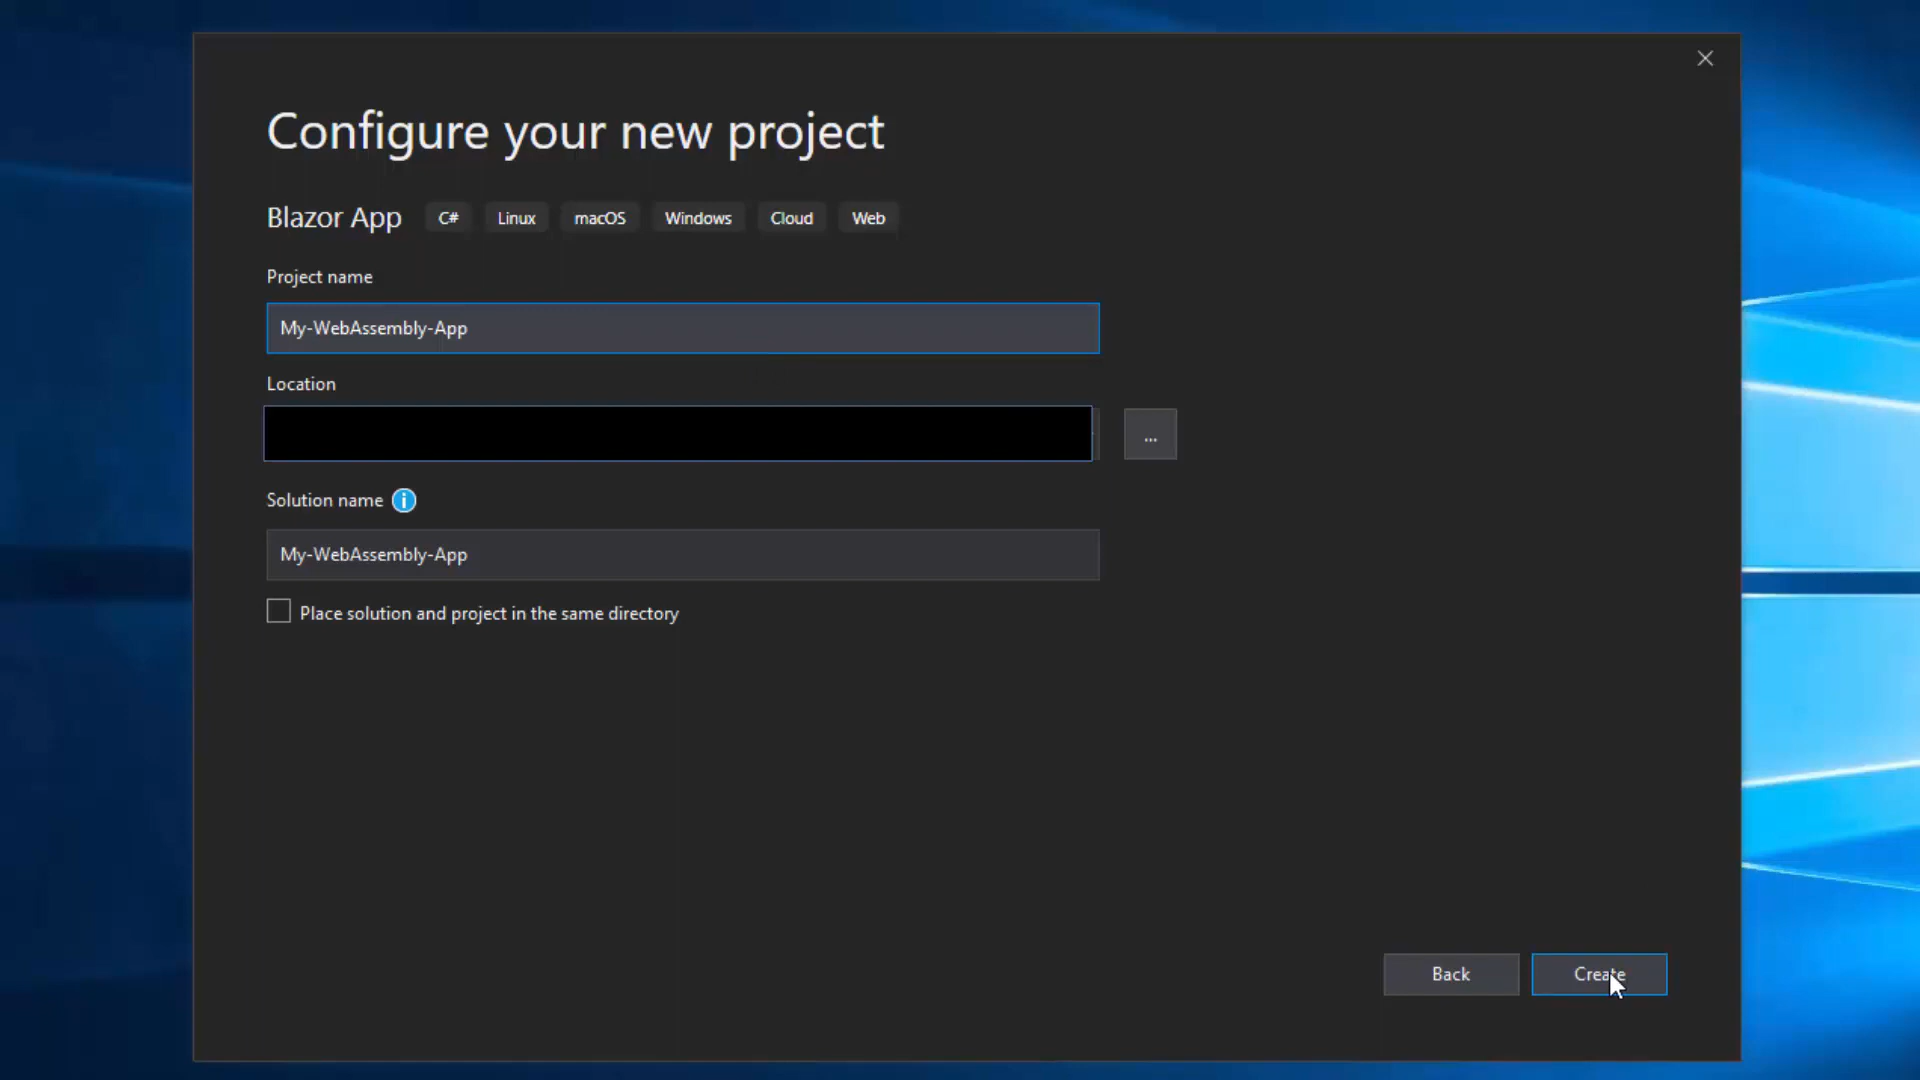 Configure your new project
Blazor App C# Linux macOS Windows Cloud Web
Project name
My-WebAssembly-App
Location
...
Solution name
My-WebAssembly-App
Place solution and project in the same directory
Back Create